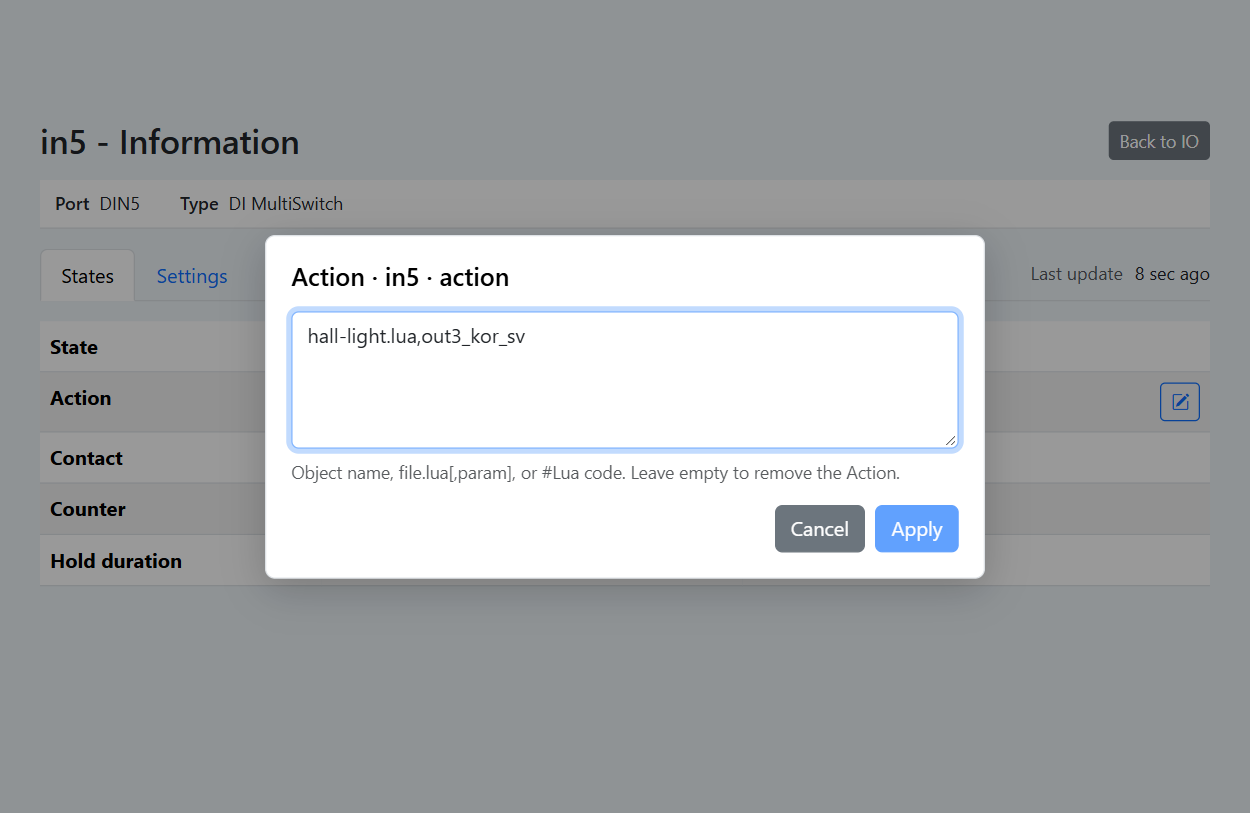 in5 - Information
Back to IO
Port DIN5 Type DI MultiSwitch
States Settings
Last update 8 sec ago
State
Action
Contact
Counter
Hold duration
Action · in5 · action
hall-light.lua,out3_kor_sv
Object name, file.lua[,param], or #Lua code. Leave empty to remove the Action.
Cancel Apply